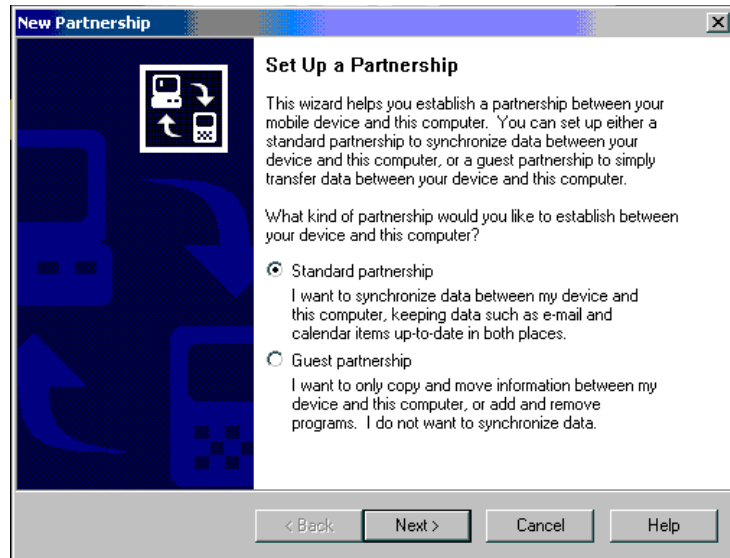 New Partnership
Set Up a Partnership
This wizard helps you establish a partnership between your
mobile device and this computer.  You can set up either a
standard partnership to synchronize data between your
device and this computer, or a guest partnership to simply
transfer data between your device and this computer.
What kind of partnership would you like to establish between
your device and this computer?
Standard partnership
I want to synchronize data between my device and
this computer, keeping data such as e-mail and
calendar items up-to-date in both places.
Guest partnership
I want to only copy and move information between my
device and this computer, or add and remove
programs.  I do not want to synchronize data.
< Back  Next >  Cancel  Help